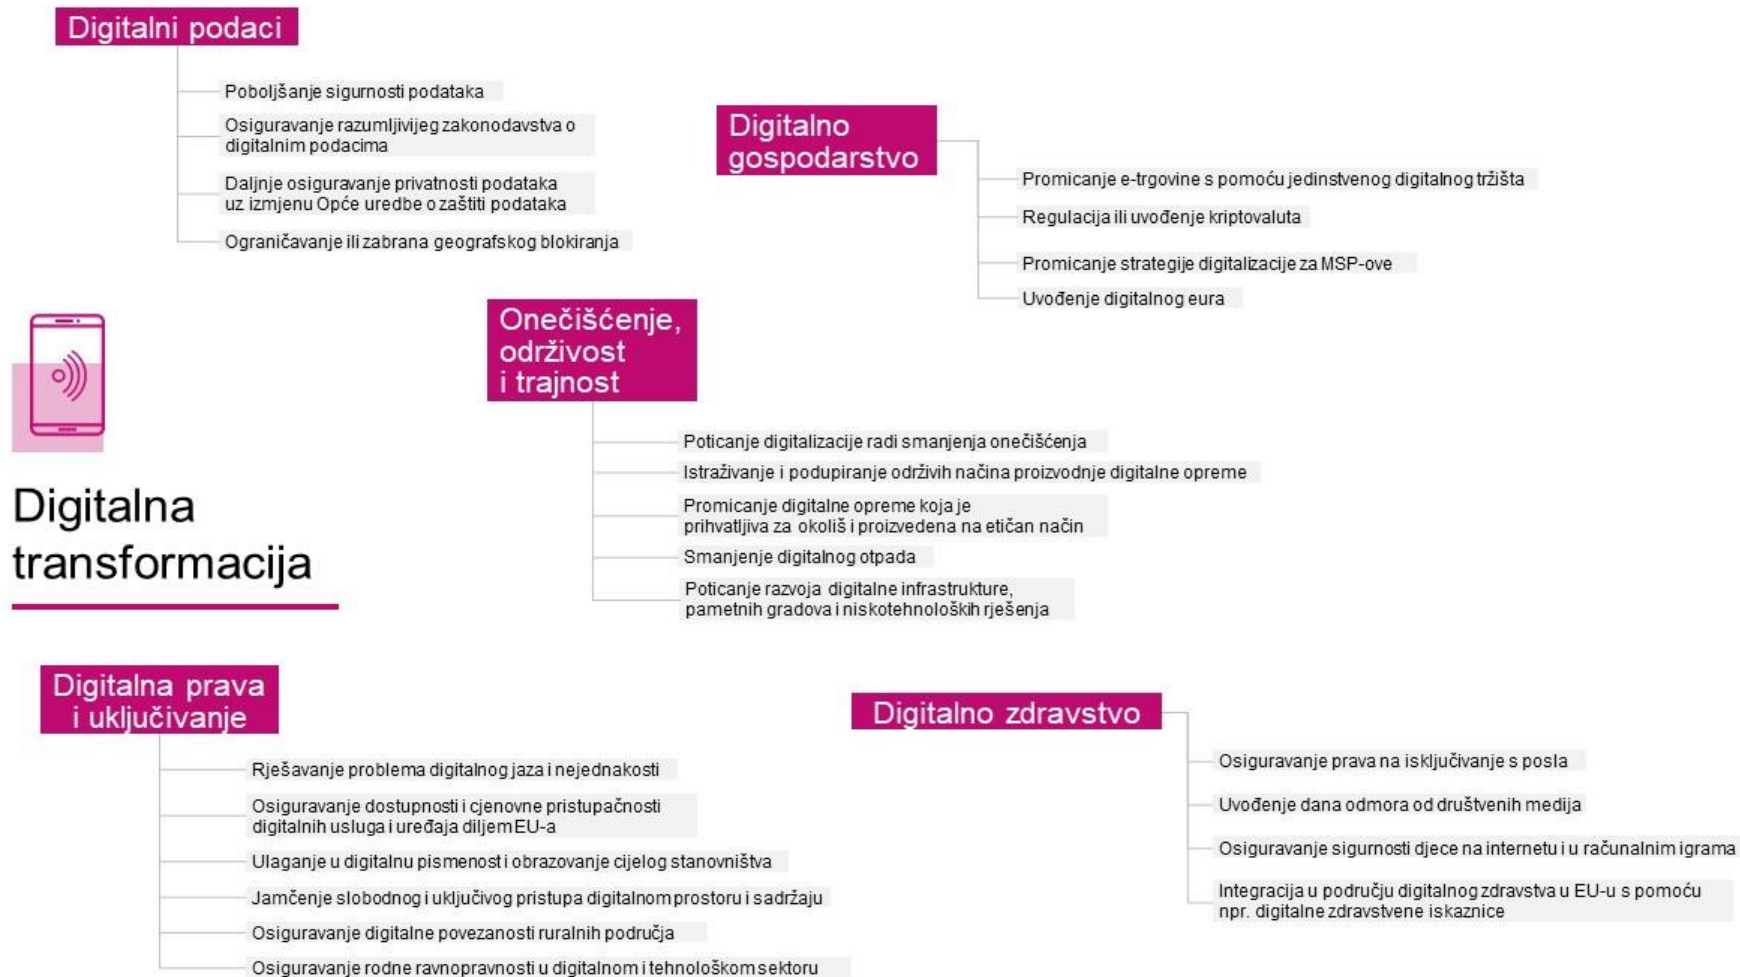 Digitalni podaci
Poboljšanje sigurnosti podataka
Osiguravanje razumljivijeg zakonodavstva o
digitalnim podacima
Daljnje osiguravanje privatnosti podataka
uz izmjenu Opće uredbe o zaštiti podataka
Ograničavanje ili zabrana geografskog blokiranja
Digitalno
gospodarstvo
Promicanje e-trgovine s pomoću jedinstvenog digitalnog tržišta
Regulacija ili uvođenje kriptovaluta
Promicanje strategije digitalizacije za MSP-ove
Uvođenje digitalnog eura
Onečišćenje,
održivost
i trajnost
Poticanje digitalizacije radi smanjenja onečišćenja
Istraživanje i podupiranje održivih načina proizvodnje digitalne opreme
Promicanje digitalne opreme koja je
prihvatljiva za okoliš i proizvedena na etičan način
Smanjenje digitalnog otpada
Poticanje razvoja digitalne infrastrukture,
pametnih gradova i niskotehnoloških rješenja
Digitalna
transformacija
Digitalna prava
i uključivanje
Rješavanje problema digitalnog jaza i nejednakosti
Osiguravanje dostupnosti i cjenovne pristupačnosti
digitalnih usluga i uređaja diljem EU-a
Ulaganje u digitalnu pismenost i obrazovanje cijelog stanovništva
Jamčenje slobodnog i uključivog pristupa digitalnom prostoru i sadržaju
Osiguravanje digitalne povezanosti ruralnih područja
Osiguravanje rodne ravnopravnosti u digitalnom i tehnološkom sektoru
Digitalno zdravstvo
Osiguravanje prava na isključivanje s posla
Uvođenje dana odmora od društvenih medija
Osiguravanje sigurnosti djece na internetu i u računalnim igrama
Integracija u području digitalnog zdravstva u EU-u s pomoću
npr. digitalne zdravstvene iskaznice